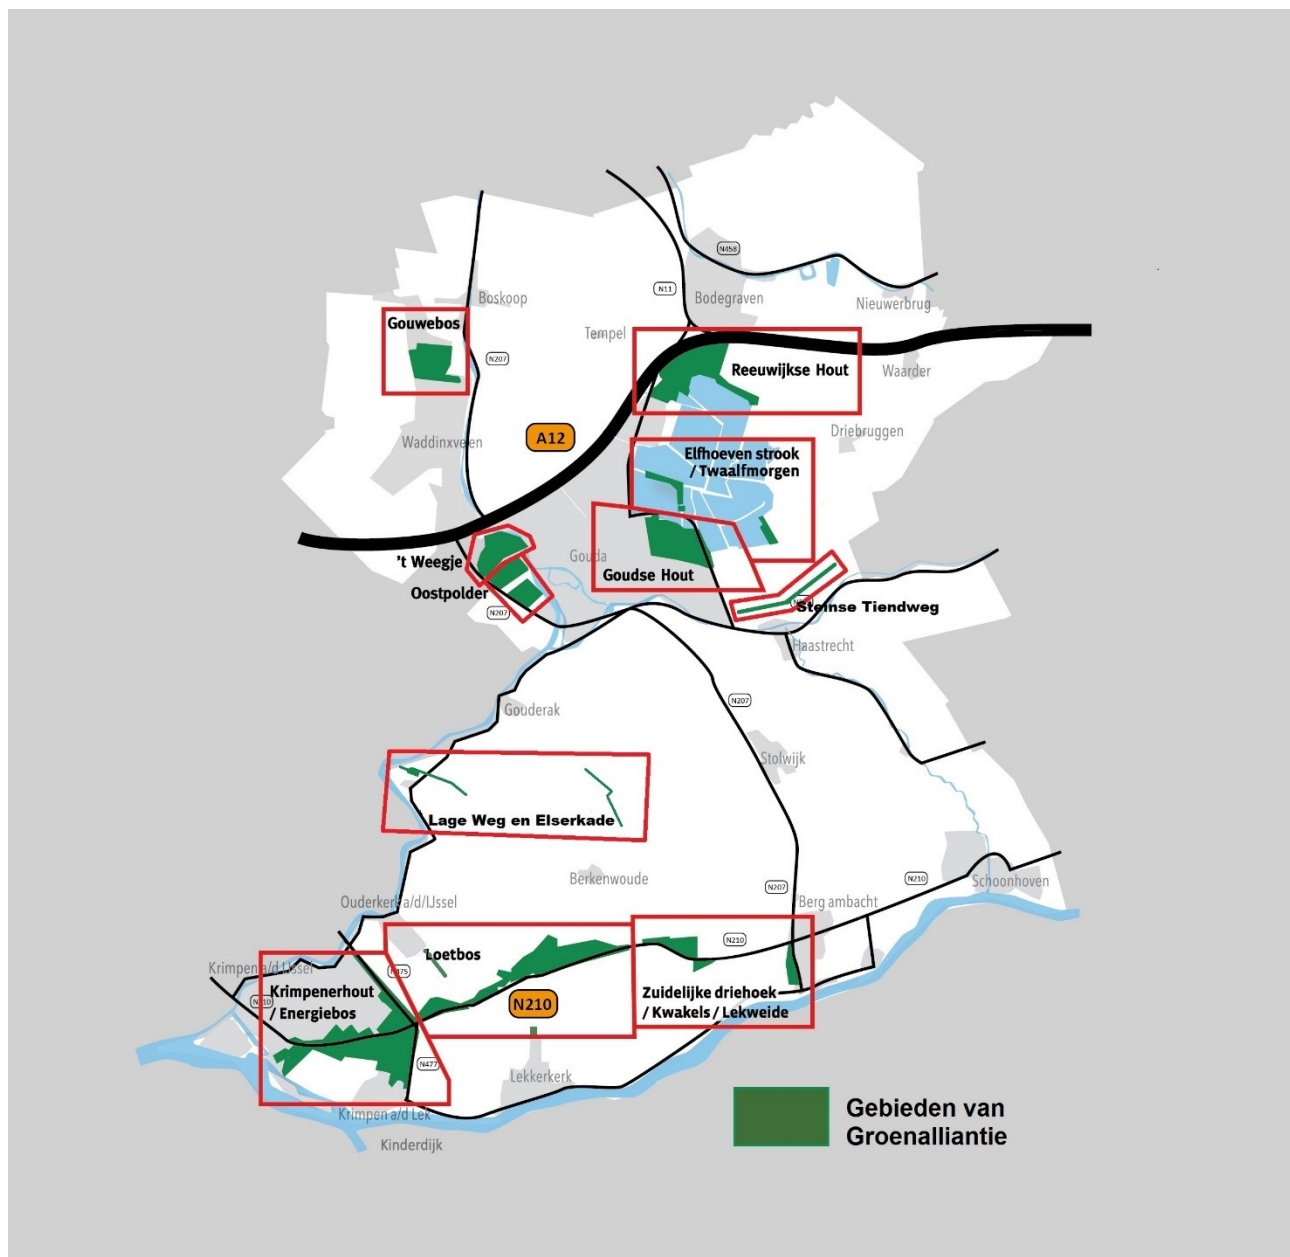 N458
Boskoop
N11
Bodegraven
Nieuwerbrug
Gouwebos
Tempel
N207
Reeuwijkse Hout
Waarder
Waddinxveen
A12
Driebruggen
Elfhoeven strook
/ Twaalfmorgen
't Weegje
Gouda
Goudse Hout
Oostpolder
N207
Steinse Tiendweg
Haastrecht
N207
Gouderak
Stolwijk
Lage Weg en Elserkade
Berkenwoude
N207
N210
Schoonhoven
Ouderkerk a/d/IJssel
Berg ambacht
Loetbos
N210
Krimpen a/d IJssel
N475
Krimpenerhout
/ Energiebos
N210
N210
Zuidelijke driehoek
/ Kwakels / Lekweide
N477
Lekkerkerk
Krimpen a/d Lek
Kinderdijk
Gebieden van
Groenalliantie